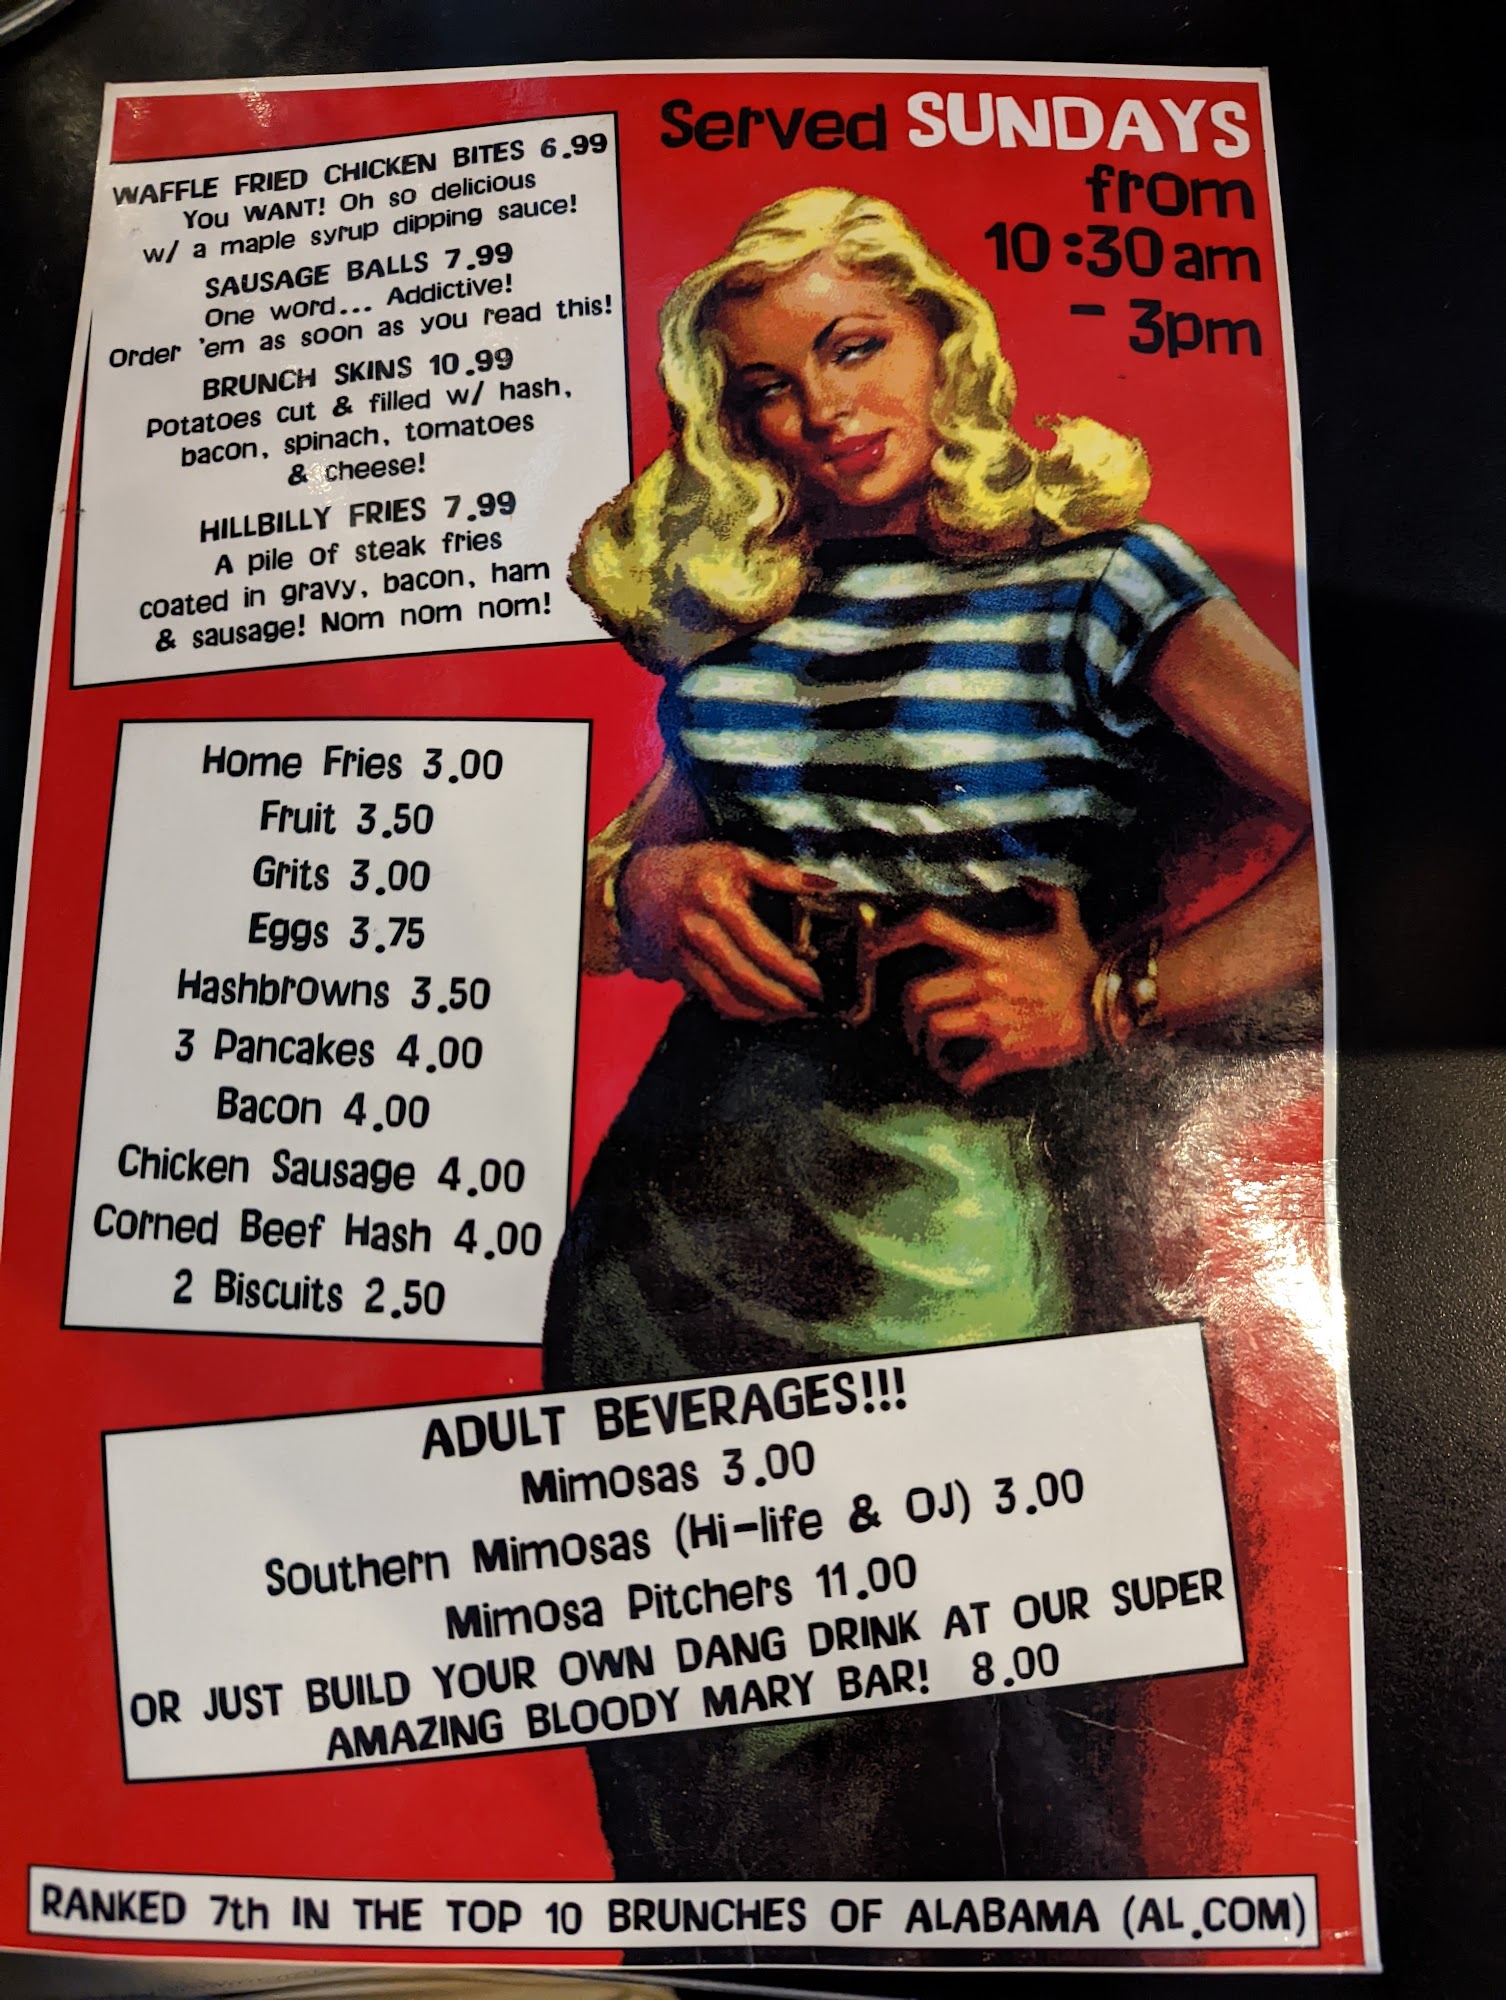 Served SUNDAYS
from
10:30am
- 3pm
WAFFLE FRIED CHICKEN BITES 6.99
You WANT! Oh so delicious
w/ a maple syrup dipping sauce!
SAUSAGE BALLS 7.99
One word... Addictive!
Order 'em as soon as you read this!
BRUNCH SKINS 10.99
Potatoes cut & filled w/ hash,
bacon, spinach, tomatoes
& cheese!
HILLBILLY FRIES 7.99
A pile of steak fries
coated in gravy, bacon, ham
& sausage! Nom nom nom!
Home Fries 3.00
Fruit 3.50
Grits 3.00
Eggs 3.75
Hashbrowns 3.50
3 Pancakes 4.00
Bacon 4.00
Chicken Sausage 4.00
Corned Beef Hash 4.00
2 Biscuits 2.50
ADULT BEVERAGES!!!
Mimosas 3.00
Southern Mimosas (Hi-life & OJ) 3.00
Mimosa Pitchers 11.00
OR JUST BUILD YOUR OWN DANG DRINK AT OUR SUPER
AMAZING BLOODY MARY BAR! 8.00
RANKED 7th IN THE TOP 10 BRUNCHES OF ALABAMA (AL.COM)